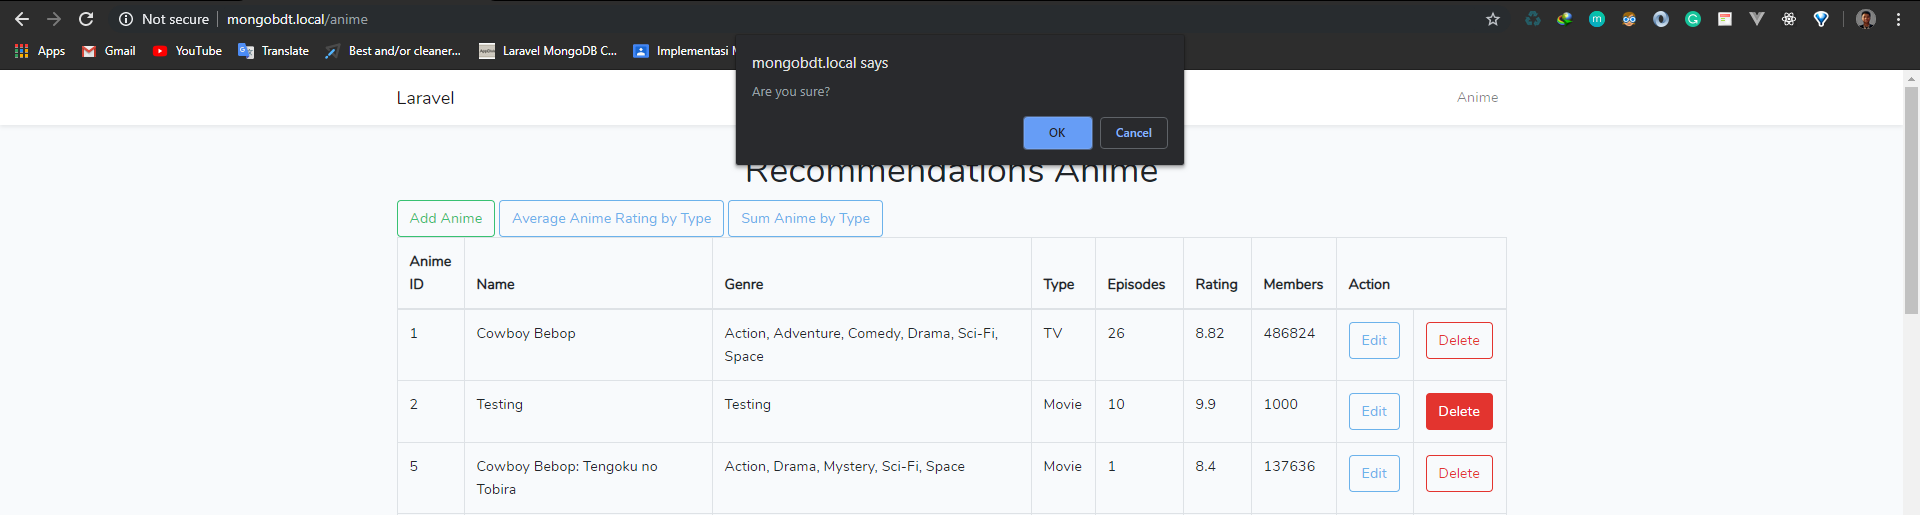 Not secure | mongobdt.local/anime
Apps Gmail YouTube Translate Best and/or cleaner... Laravel MongoDB C... Implementasi
mongobdt.local says
Are you sure?
OK Cancel
Laravel Anime
Recommendations Anime
Add Anime Average Anime Rating by Type Sum Anime by Type
Anime ID Name Genre Type Episodes Rating Members Action
1 Cowboy Bebop Action, Adventure, Comedy, Drama, Sci-Fi, TV 26 8.82 486824 Edit Delete
Space
2 Testing Testing Movie 10 9.9 1000 Edit Delete
5 Cowboy Bebop: Tengoku no Action, Drama, Mystery, Sci-Fi, Space Movie 1 8.4 137636 Edit Delete
Tobira